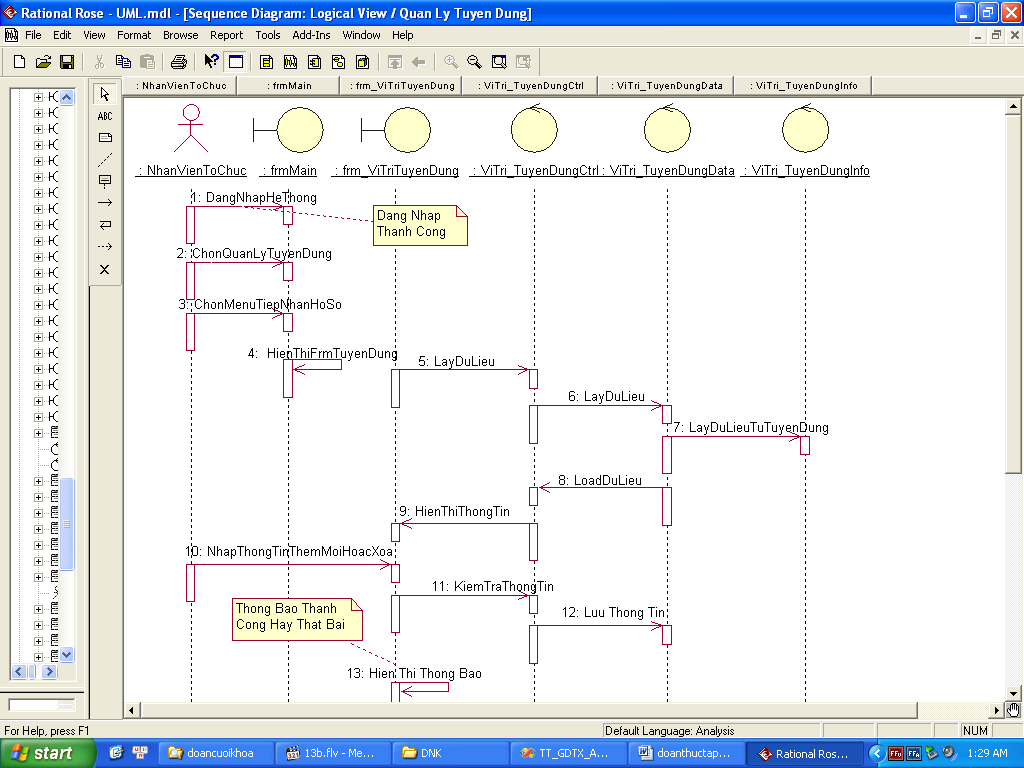 Rational Rose - UML.mdl - [Sequence Diagram: Logical View / Quan Ly Tuyen Dung]
File Edit View Format Browse Report Tools Add-Ins Window Help
: NhanVienToChuc : frmMain : frm_ViTriTuyenDung : ViTri_TuyenDungCtrl : ViTri_TuyenDungData : ViTri_TuyenDungInfo
ABC
: NhanVienToChuc : frmMain : frm_ViTriTuyenDung : ViTri_TuyenDungCtrl : ViTri_TuyenDungData : ViTri_TuyenDungInfo
1: DangNhapHeThong
Dang Nhap
Thanh Cong
2: ChonQuanLyTuyenDung
3: ChonMenuTiepNhanHoSo
4: HienThiFrmTuyenDung
5: LayDuLieu
6: LayDuLieu
7: LayDuLieuTuTuyenDung
8: LoadDuLieu
9: HienThiThongTin
10: NhapThongTinThemMoiHoacXoa
11: KiemTraThongTin
12: Luu Thong Tin
Thong Bao Thanh
Cong Hay That Bai
13: Hien Thi Thong Bao
For Help, press F1
Default Language: Analysis
NUM
start
doancuoikhoa
13b.flv - Me...
DNK
TT_GDTX_A...
doanthuctap...
Rational Ros...
1:29 AM